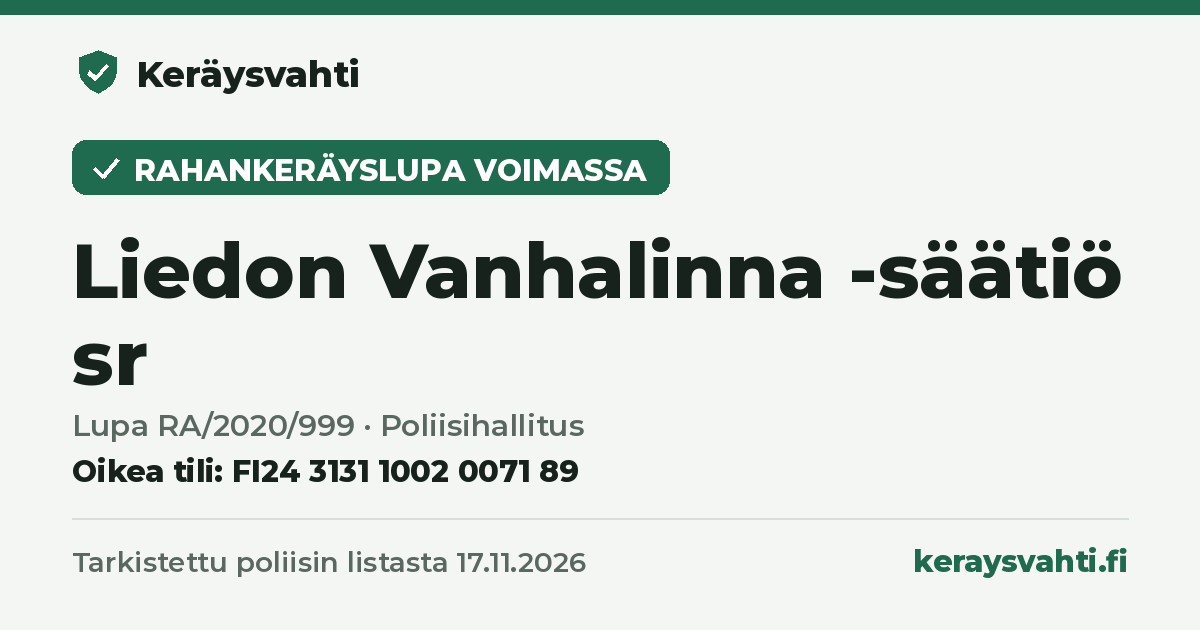 Keräysvahti
RAHANKERÄYSLUPA VOIMASSA
Liedon Vanhalinna -säätiö
sr
Lupa RA/2020/999 · Poliisihallitus
Oikea tili: FI24 3131 1002 0071 89
Tarkistettu poliisin listasta 17.11.2026
keraysvahti.fi